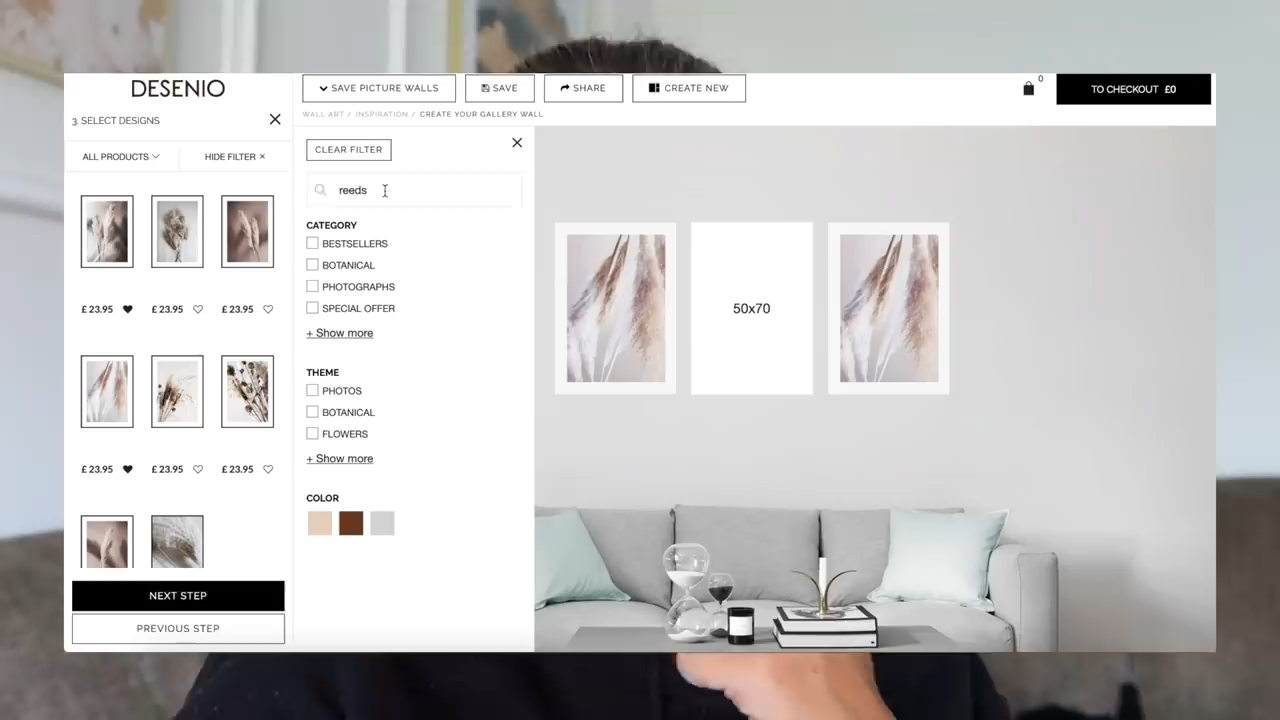 DESENIO
SAVE PICTURE WALLS
SAVE
SHARE
CREATE NEW
0
TO CHECKOUT £0
3. SELECT DESIGNS
WALL ART / INSPIRATION / CREATE YOUR GALLERY WALL
ALL PRODUCTS
HIDE FILTER ×
CLEAR FILTER
reeds
CATEGORY
BESTSELLERS
BOTANICAL
PHOTOGRAPHS
SPECIAL OFFER
+ Show more
THEME
PHOTOS
BOTANICAL
FLOWERS
+ Show more
COLOR
£ 23.95
£ 23.95
£ 23.95
£ 23.95
£ 23.95
£ 23.95
NEXT STEP
PREVIOUS STEP
50x70